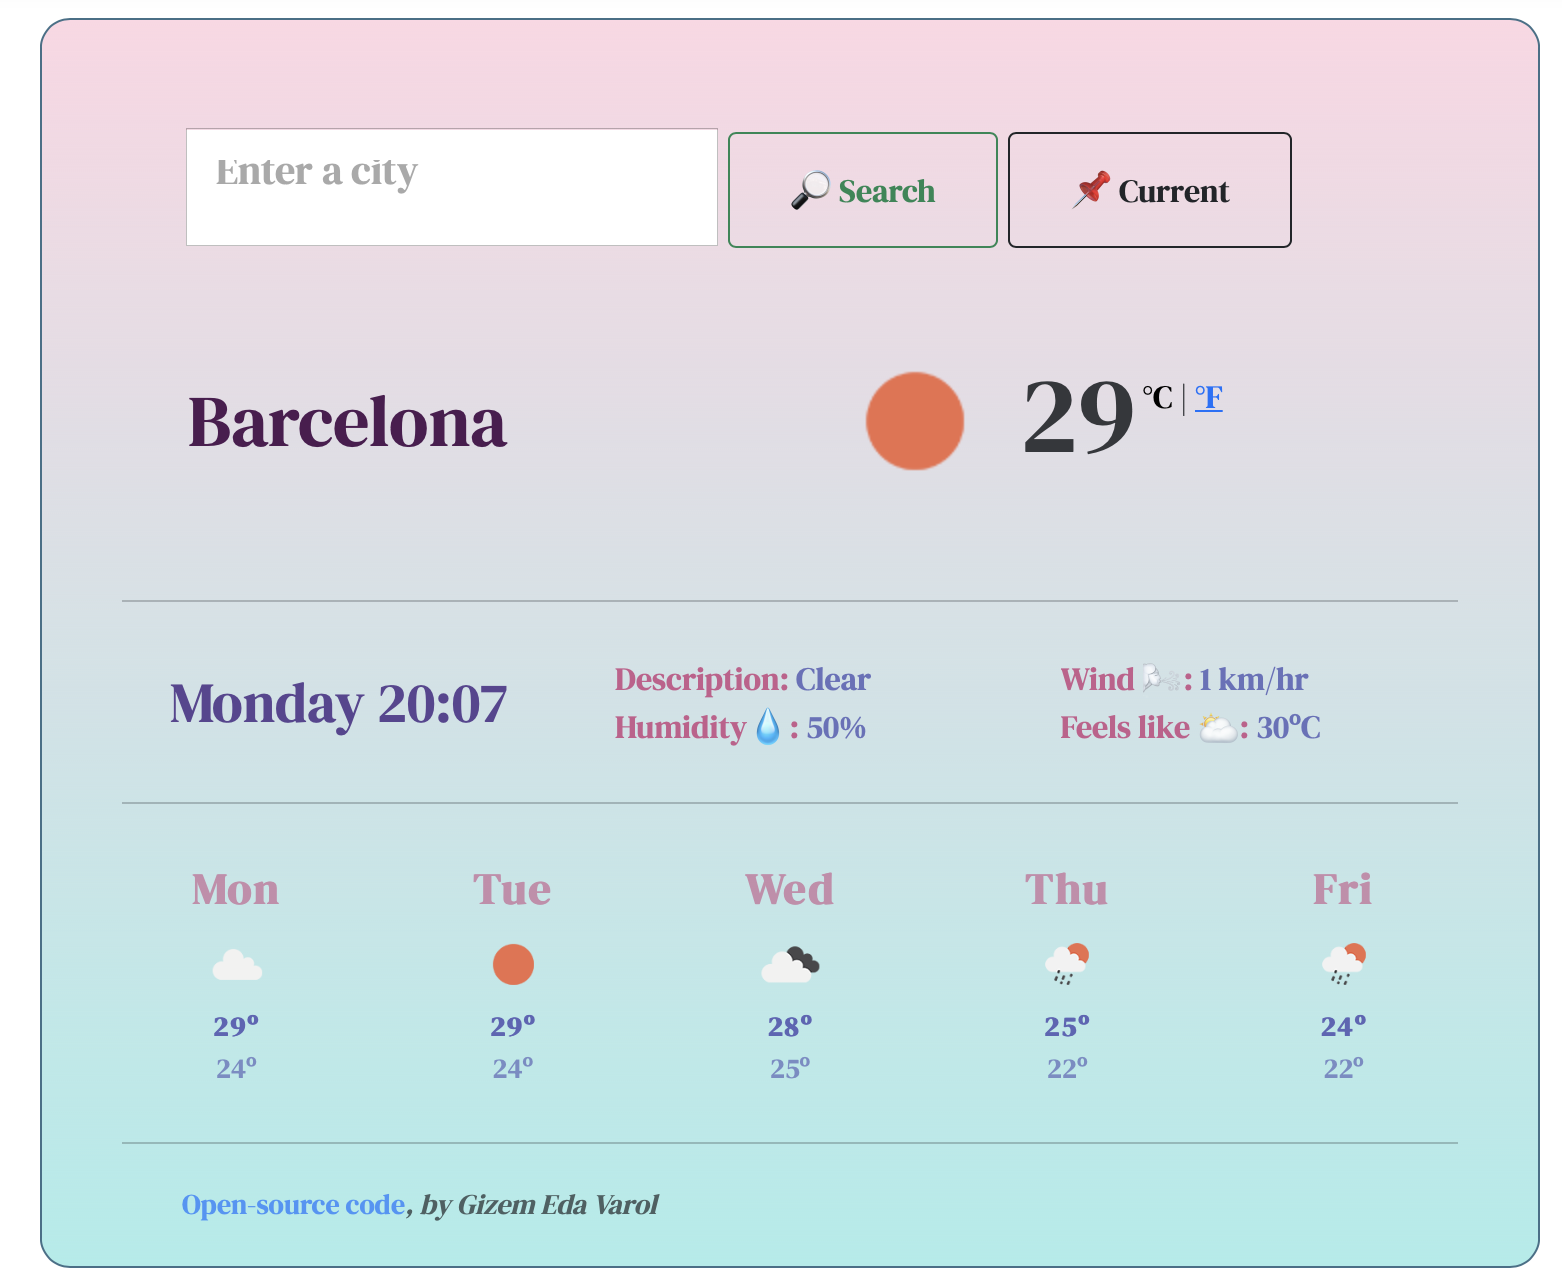 Enter a city
🔎 Search
📌 Current
Barcelona
29 °C | °F
Monday 20:07
Description: Clear
Humidity💧: 50%
Wind 🌬️: 1 km/hr
Feels like 🌥️: 30°C
Mon Tue Wed Thu Fri
29° 29° 28° 25° 24°
24° 24° 25° 22° 22°
Open-source code, by Gizem Eda Varol